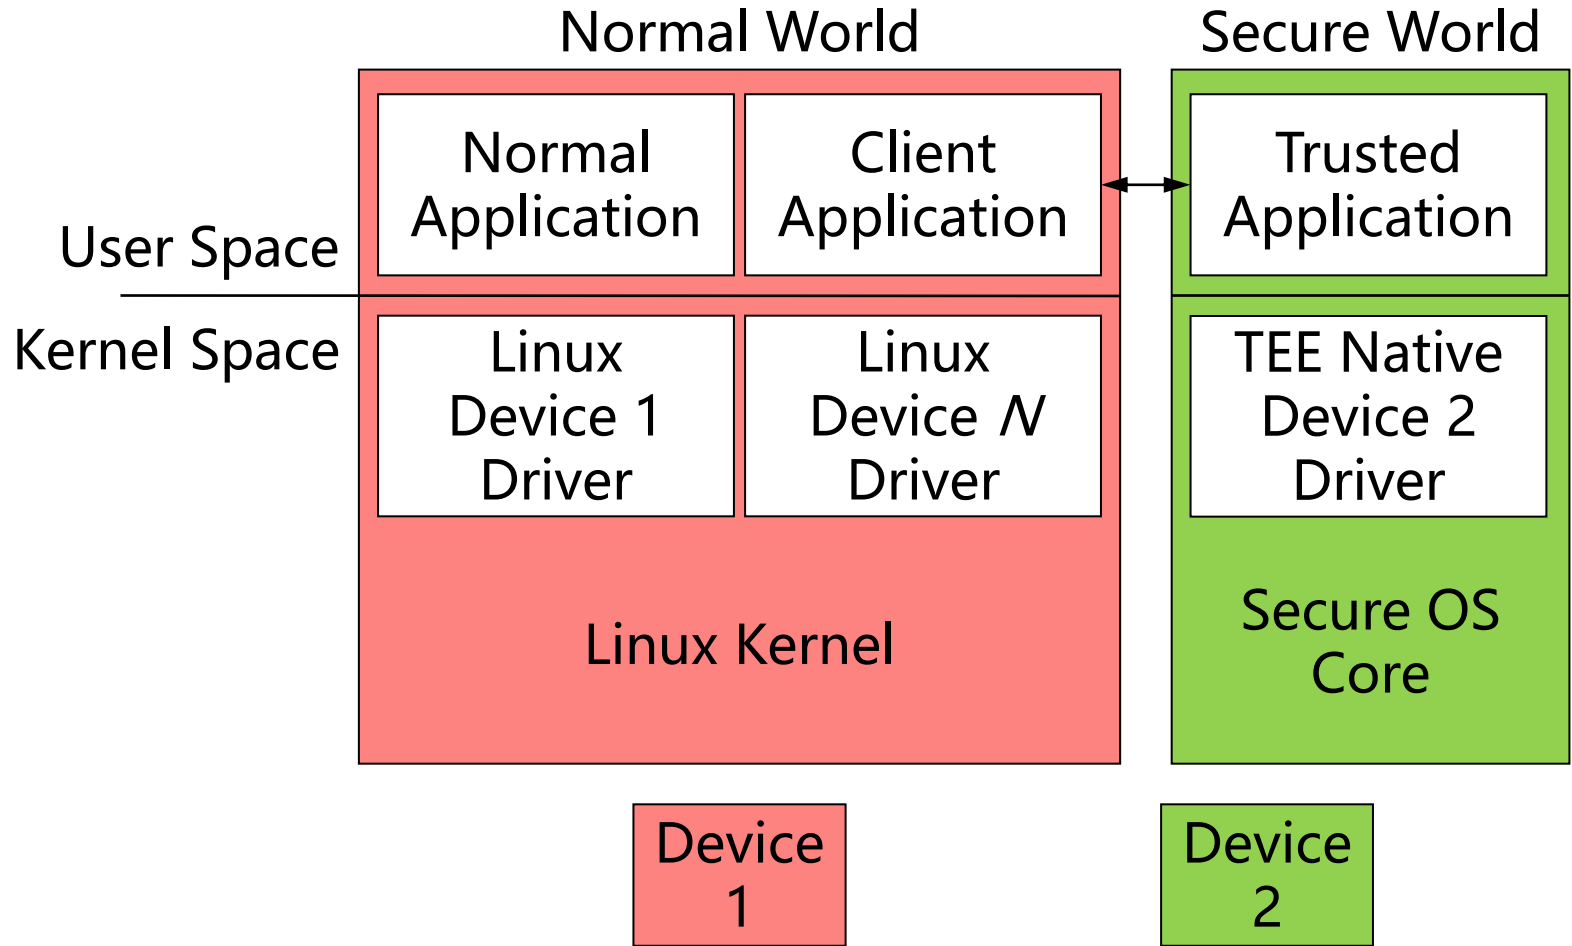 Normal World
Secure World
Normal
Application
Client
Application
Trusted
Application
User Space
Kernel Space
Linux
Device 1
Driver
Linux
Device N
Driver
TEE Native
Device 2
Driver
Linux Kernel
Secure OS
Core
Device
1
Device
2